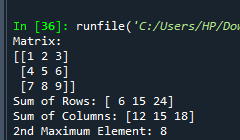 In [36]: runfile('C:/Users/HP/Dow
Matrix:
[[1 2 3]
 [4 5 6]
 [7 8 9]]
Sum of Rows: [ 6 15 24]
Sum of Columns: [12 15 18]
2nd Maximum Element: 8